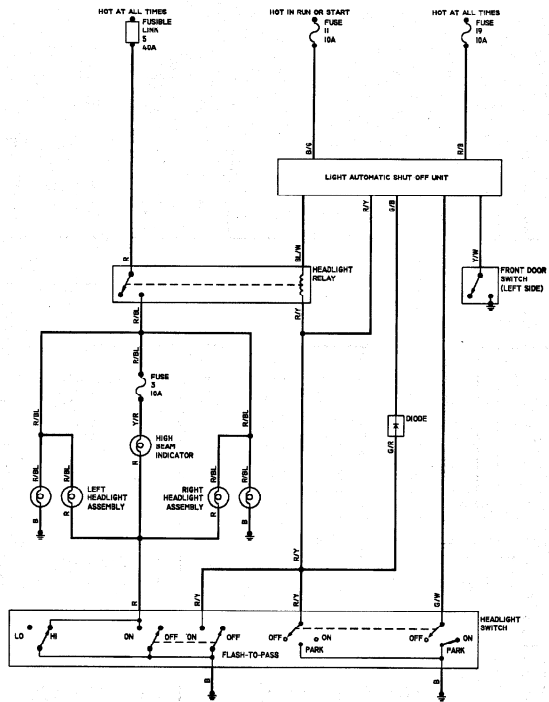 HOT AT ALL TIMES
HOT IN RUN OR START
HOT AT ALL TIMES
FUSIBLE
LINK
5
40A
FUSE
11
10A
FUSE
19
10A
B/G
R/B
LIGHT AUTOMATIC SHUT OFF UNIT
R
BL/W
R/Y
G/B
Y/W
HEADLIGHT
RELAY
FRONT DOOR
SWITCH
(LEFT SIDE)
R/BL
R/Y
FUSE
3
10A
R/BL
R/BL
R/BL
Y/R
DIODE
HIGH
BEAM
INDICATOR
G/R
R
R/BL
R/BL
R/BL
R/BL
LEFT
HEADLIGHT
ASSEMBLY
RIGHT
HEADLIGHT
ASSEMBLY
B
R
R
B
R/Y
R
R/Y
R/Y
G/W
HEADLIGHT
SWITCH
LO
HI
ON
OFF
ON
OFF
OFF
ON
PARK
OFF
ON
PARK
FLASH-TO-PASS
B
B